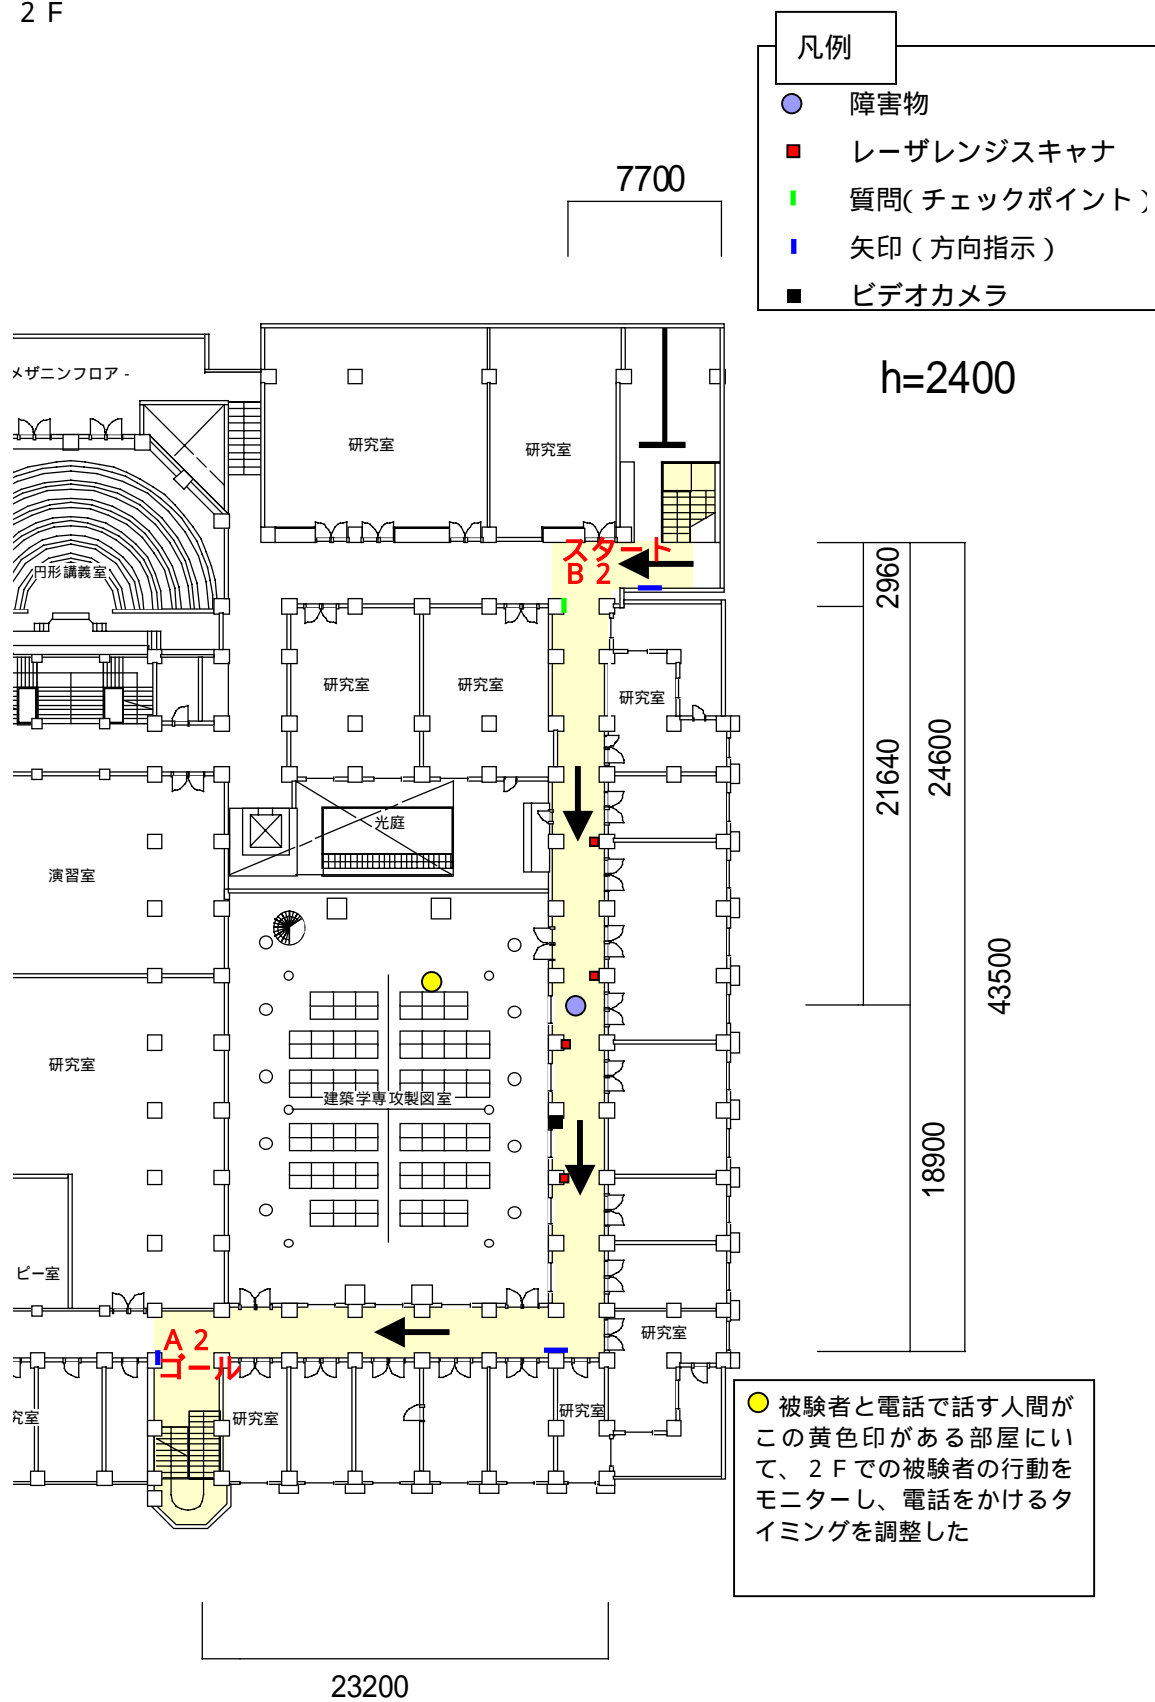 ２Ｆ
凡例
障害物
レーザレンジスキャナ
質問(チェックポイント)
矢印(方向指示)
ビデオカメラ
7700
h=2400
メザニンフロア -
研究室
研究室
円形講義室
スタート
Ｂ２
2960
研究室
研究室
研究室
21640
24600
光庭
演習室
43500
研究室
建築学専攻製図室
18900
ピー室
Ａ２
ゴール
研究室
究室
研究室
研究室
被験者と電話で話す人間が
この黄色印がある部屋にい
て、２Ｆでの被験者の行動を
モニターし、電話をかけるタ
イミングを調整した
23200